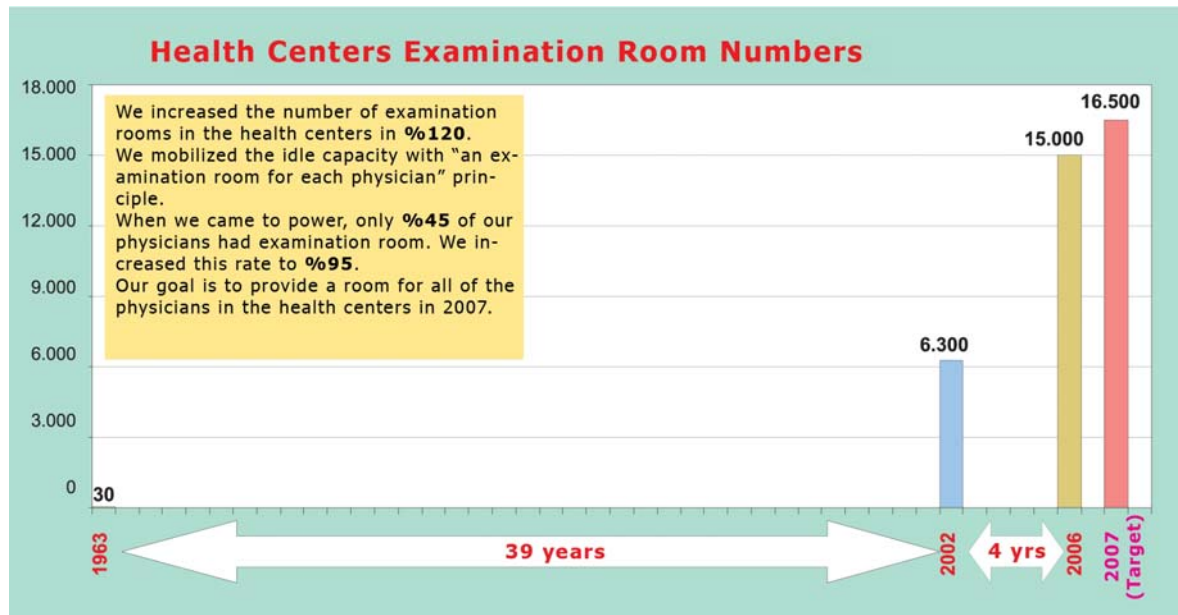 Health Centers Examination Room Numbers
18.000
15.000
12.000
9.000
6.000
3.000
0
We increased the number of examination
rooms in the health centers in %120.
We mobilized the idle capacity with “an ex-
amination room for each physician” prin-
ciple.
When we came to power, only %45 of our
physicians had examination room. We in-
creased this rate to %95.
Our goal is to provide a room for all of the
physicians in the health centers in 2007.
30
6.300
15.000
16.500
1963
39 years
2002
4 yrs
2006
2007
(Target)